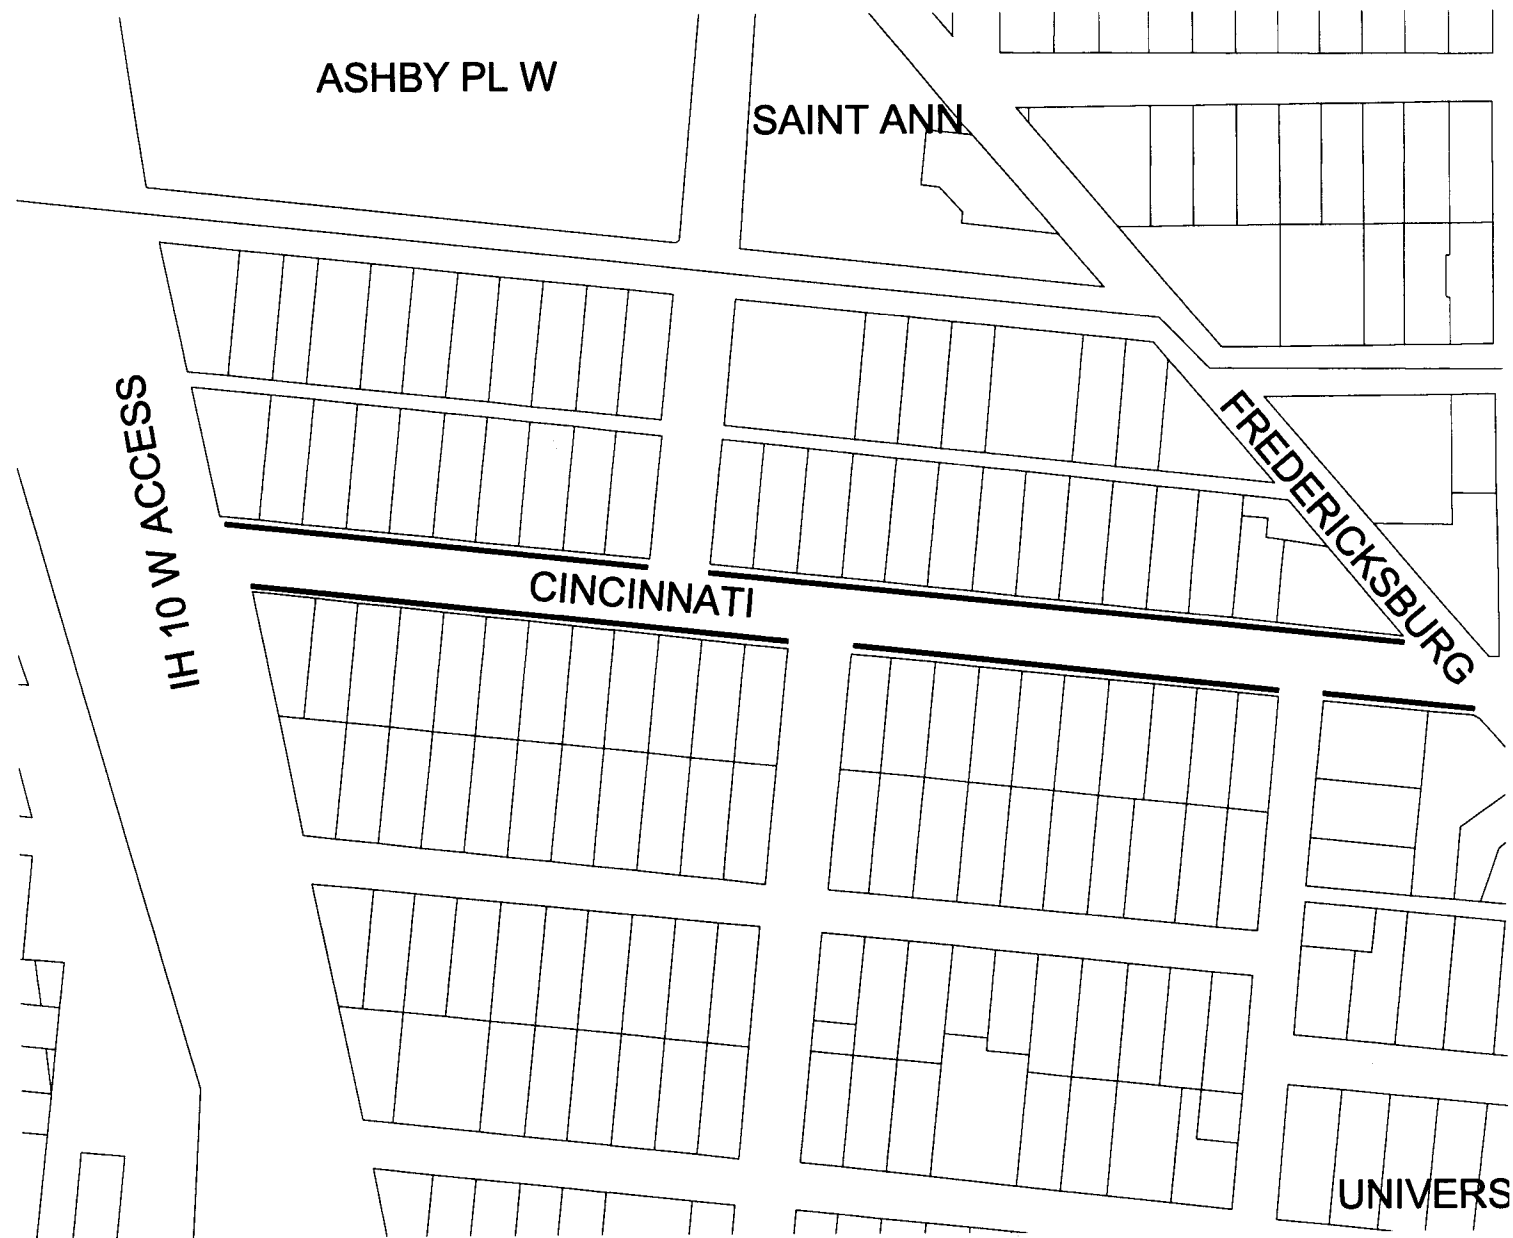 ASHBY PL W
SAINT ANN
FREDERICKSBURG
IH 10 W ACCESS
CINCINNATI
UNIVERS